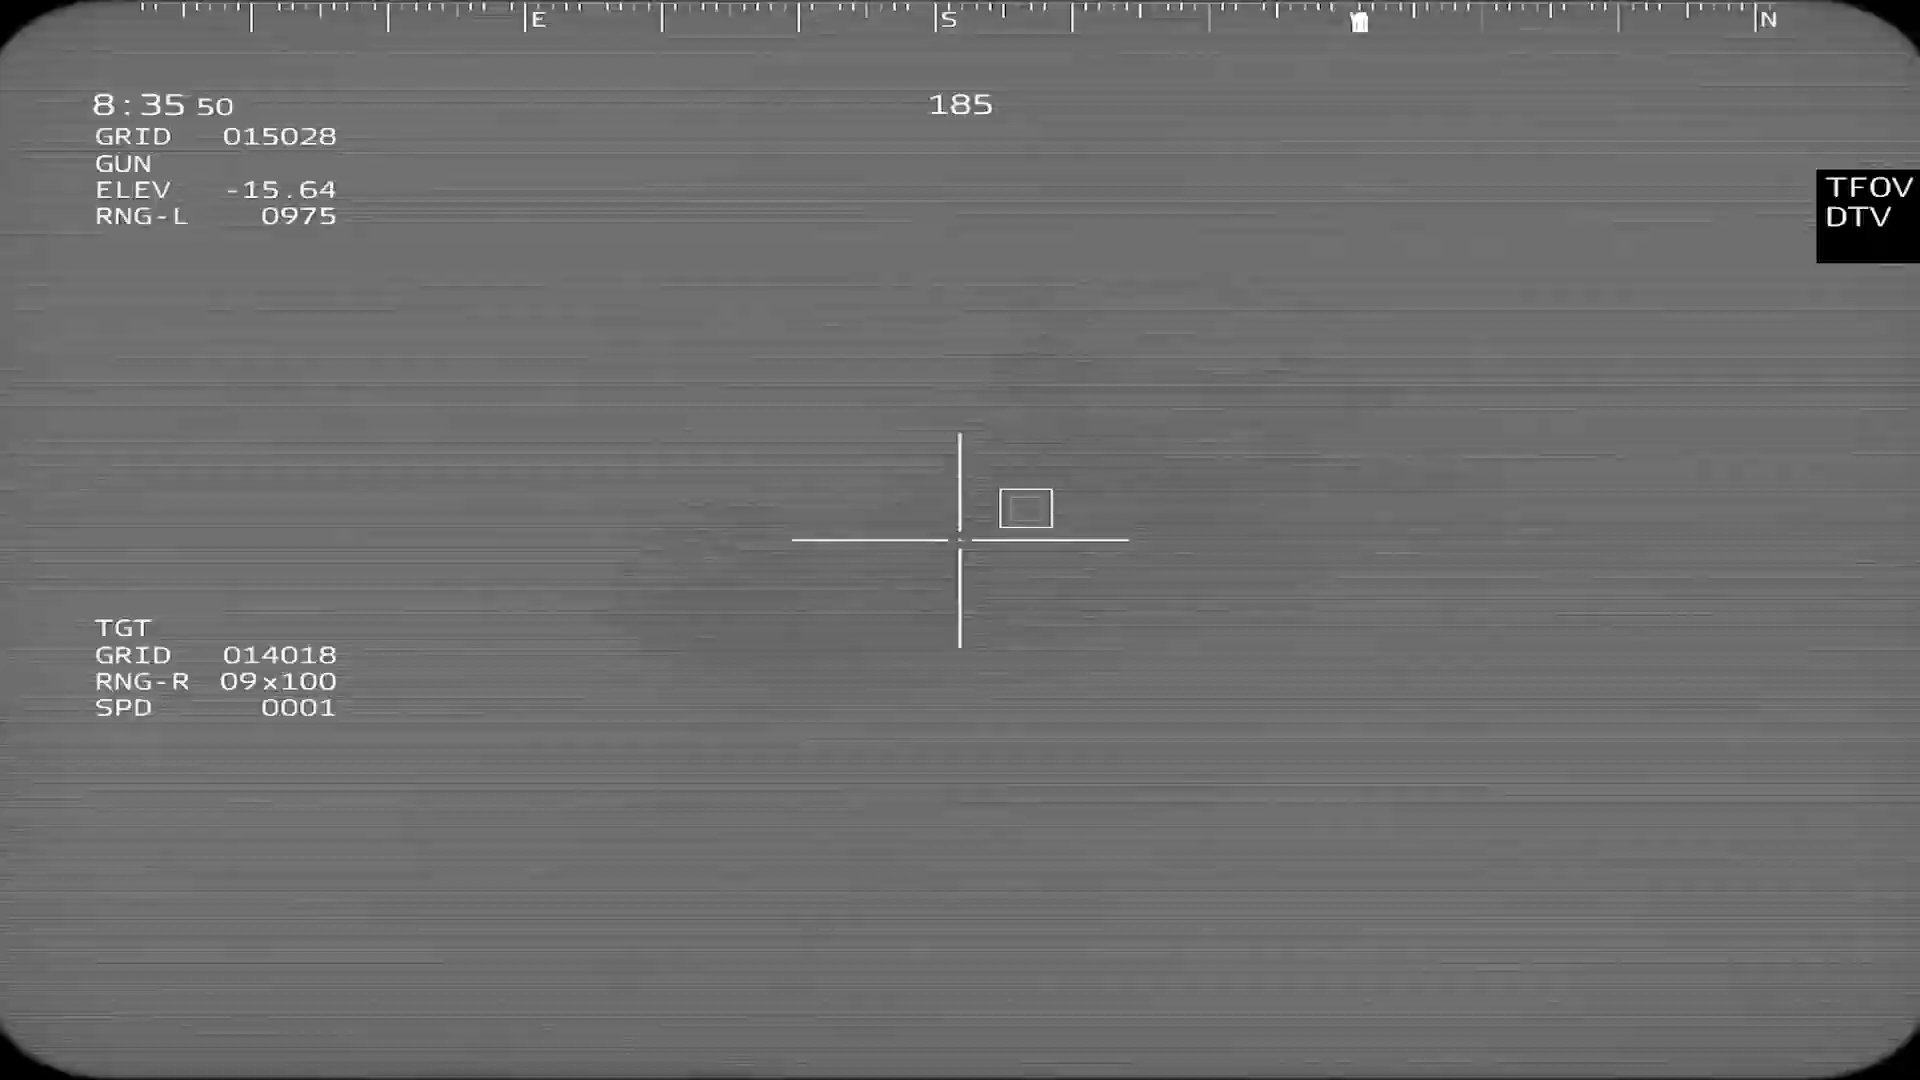 E S W N
8:35 50
185
GRID 015028
GUN
ELEV -15.64
RNG-L 0975
TFOV
DTV
TGT
GRID 014018
RNG-R 09x100
SPD 0001